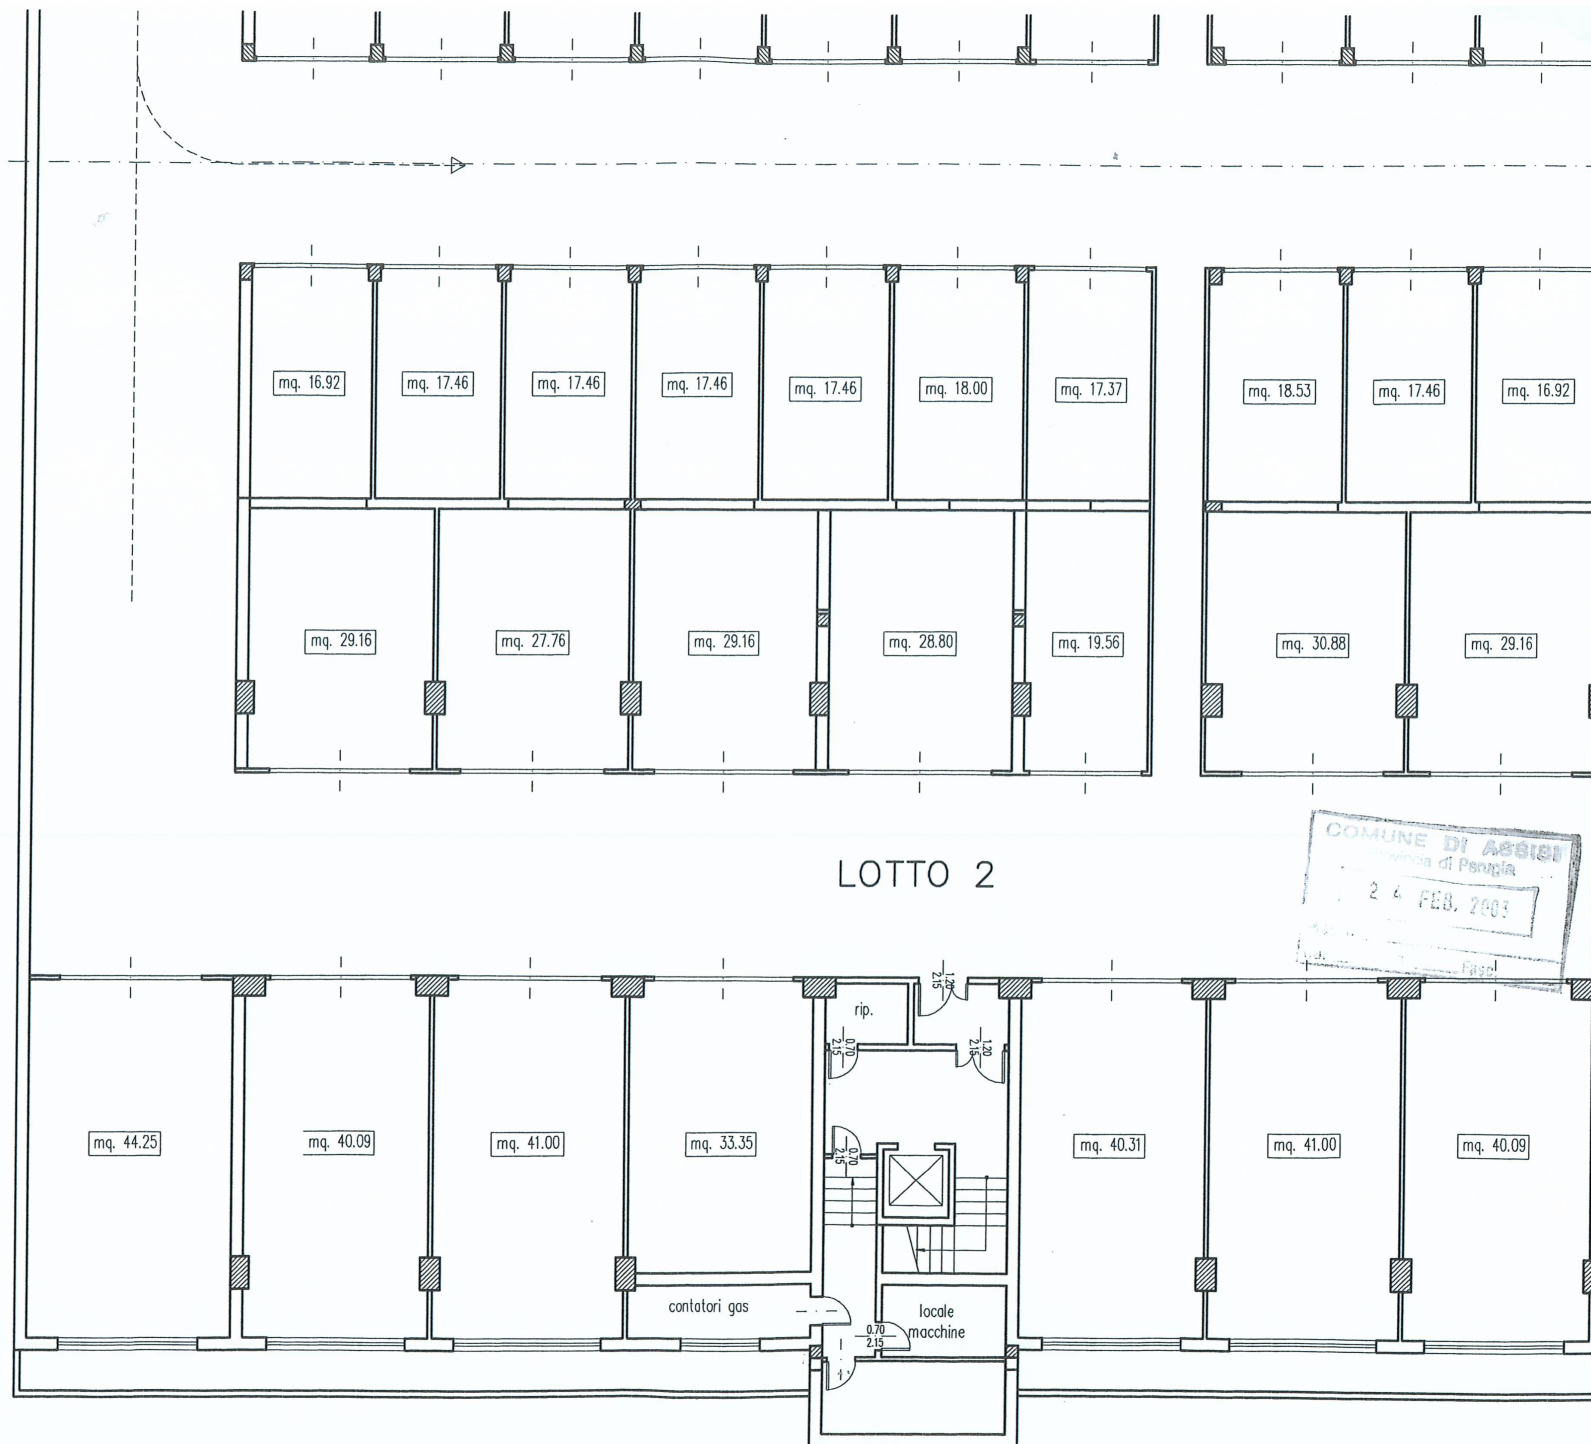 mq. 16.92
mq. 17.46
mq. 17.46
mq. 17.46
mq. 17.46
mq. 18.00
mq. 17.37
mq. 18.53
mq. 17.46
mq. 16.92
mq. 29.16
mq. 27.76
mq. 29.16
mq. 28.80
mq. 19.56
mq. 30.88
mq. 29.16
COMUNE DI ASSISI
Provincia di Perugia
2 4 FEB. 2003
Fasc.
LOTTO 2
1.20
2.15
rip.
0.70
2.15
1.20
2.15
mq. 44.25
mq. 40.09
mq. 41.00
mq. 33.35
0.70
2.15
mq. 40.31
mq. 41.00
mq. 40.09
contatori gas
locale
macchine
0.70
2.15